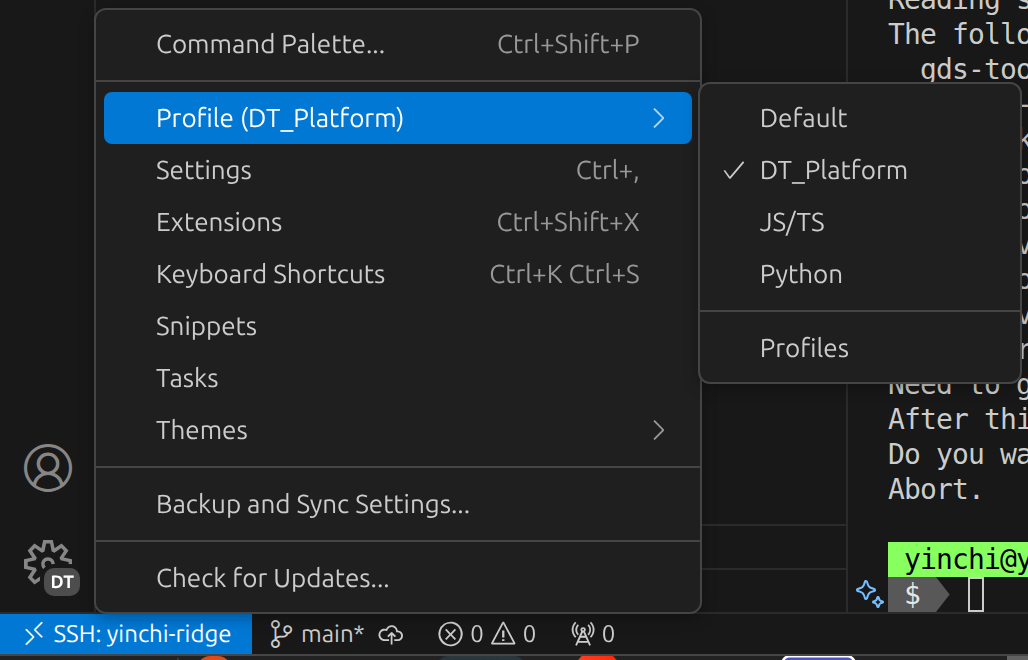 Command Palette... Ctrl+Shift+P
Profile (DT_Platform)
Settings Ctrl+,
Extensions Ctrl+Shift+X
Keyboard Shortcuts Ctrl+K Ctrl+S
Snippets
Tasks
Themes
Backup and Sync Settings...
Check for Updates...
Default
DT_Platform
JS/TS
Python
Profiles
Reading s
The follo
gds-too
Need to g
After thi
Do you wa
Abort.
yinchi@y
$
DT
SSH: yinchi-ridge main* 0 0 0